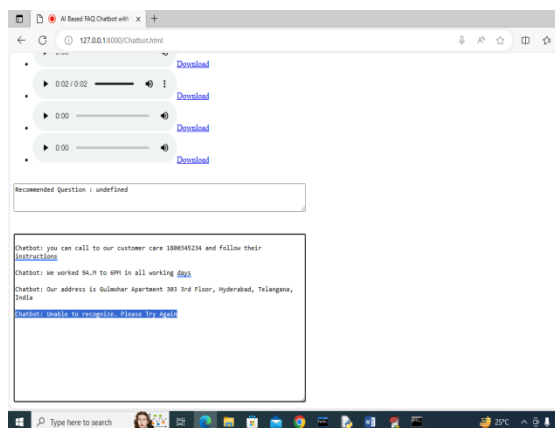 AI Based FAQ Chatbot with
127.0.0.1:8000/Chatbot.html
Download
0:02 / 0:02
Download
0:00
Download
0:00
Download
Recommended Question : undefined
Chatbot: you can call to our customer care 1800345234 and follow their
instructions
Chatbot: We worked 9A.M to 6PM in all working days
Chatbot: Our address is Gulmohar Apartment 303 3rd Floor, Hyderabad, Telangana,
India
Chatbot: Unable to recognize. Please Try Again
Type here to search
25°C